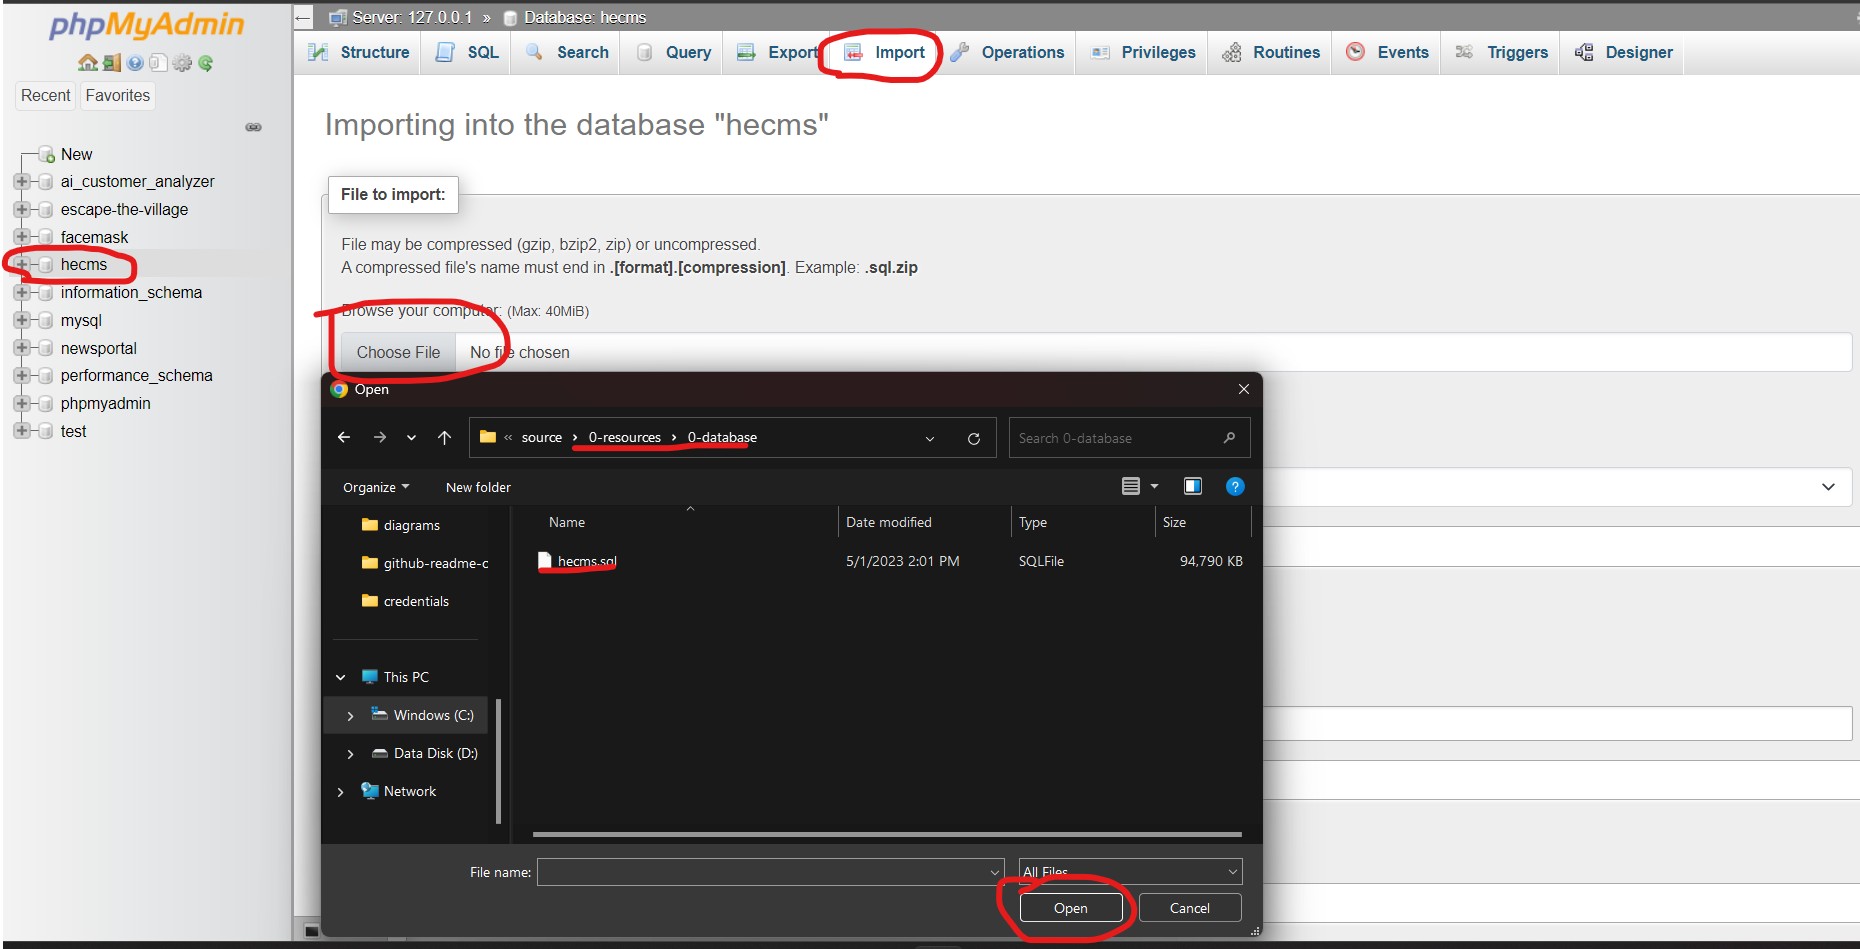 phpMyAdmin
Recent Favorites
New
ai_customer_analyzer
escape-the-village
facemask
hecms
information_schema
mysql
newsportal
performance_schema
phpmyadmin
test
Server: 127.0.0.1 » Database: hecms
Structure SQL Search Query Export Import Operations Privileges Routines Events Triggers Designer
Importing into the database "hecms"
File to import:
File may be compressed (gzip, bzip2, zip) or uncompressed.
A compressed file's name must end in .[format].[compression]. Example: .sql.zip
Browse your computer: (Max: 40MiB)
Choose File No file chosen
Open
« source › 0-resources › 0-database
Search 0-database
Organize New folder
Name Date modified Type Size
hecms.sql 5/1/2023 2:01 PM SQLFile 94,790 KB
diagrams
github-readme-c
credentials
This PC
Windows (C:)
Data Disk (D:)
Network
File name: All Files
Open Cancel